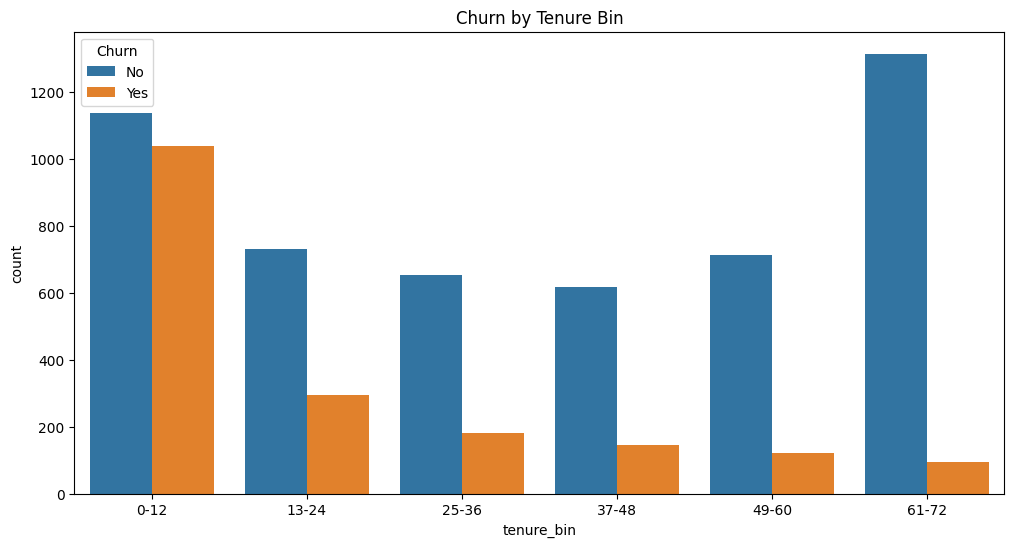 Churn by Tenure Bin
Churn
No
Yes
1200
1000
800
600
400
200
0
count
0-12
13-24
25-36
37-48
49-60
61-72
tenure_bin